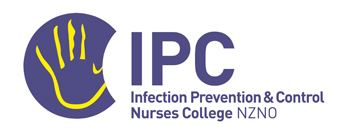 IPC
Infection Prevention & Control
Nurses College NZNO